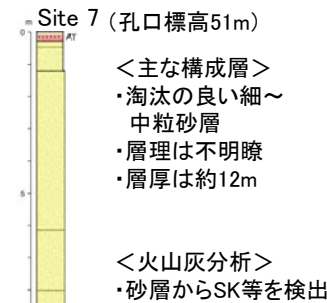 Site 7 (孔口標高51m)
m
0
AT
＜主な構成層＞
・淘汰の良い細～
中粒砂層
・層理は不明瞭
・層厚は約12m
5
＜火山灰分析＞
・砂層からSK等を検出